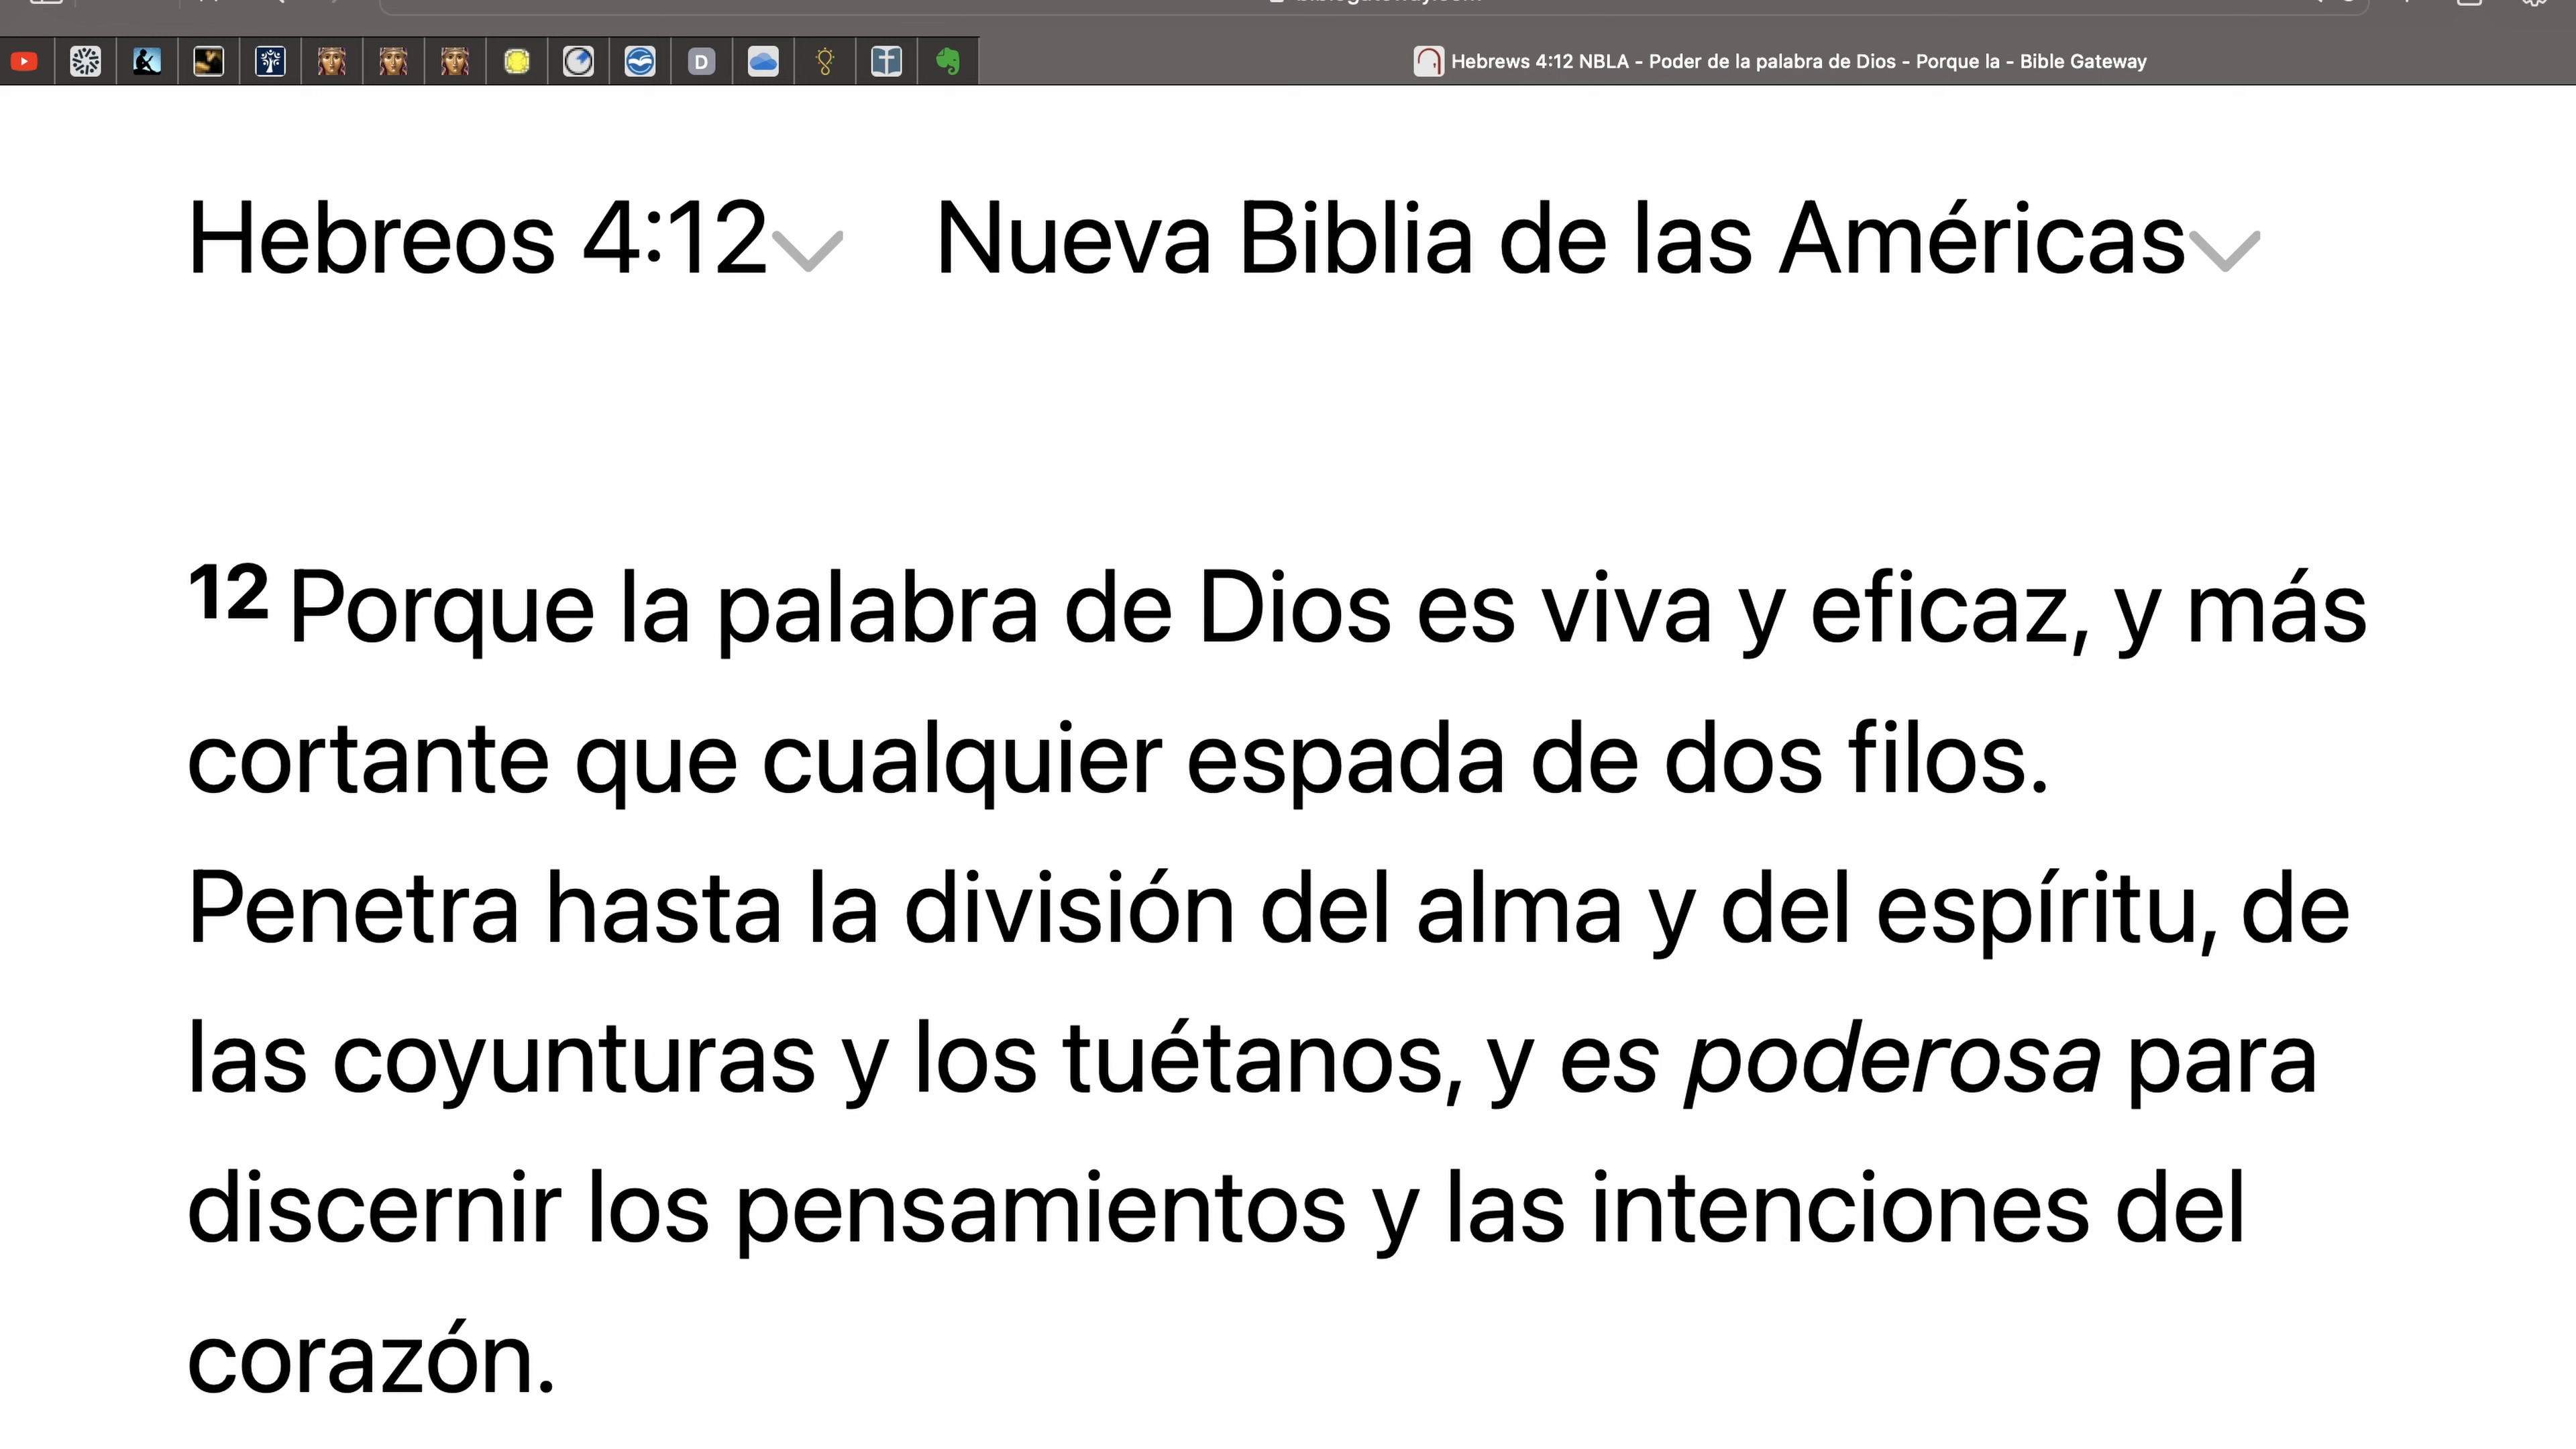 D
Hebrews 4:12 NBLA - Poder de la palabra de Dios - Porque la - Bible Gateway
Hebreos 4:12 Nueva Biblia de las Américas
12 Porque la palabra de Dios es viva y eficaz, y más
cortante que cualquier espada de dos filos.
Penetra hasta la división del alma y del espíritu, de
las coyunturas y los tuétanos, y es poderosa para
discernir los pensamientos y las intenciones del
corazón.